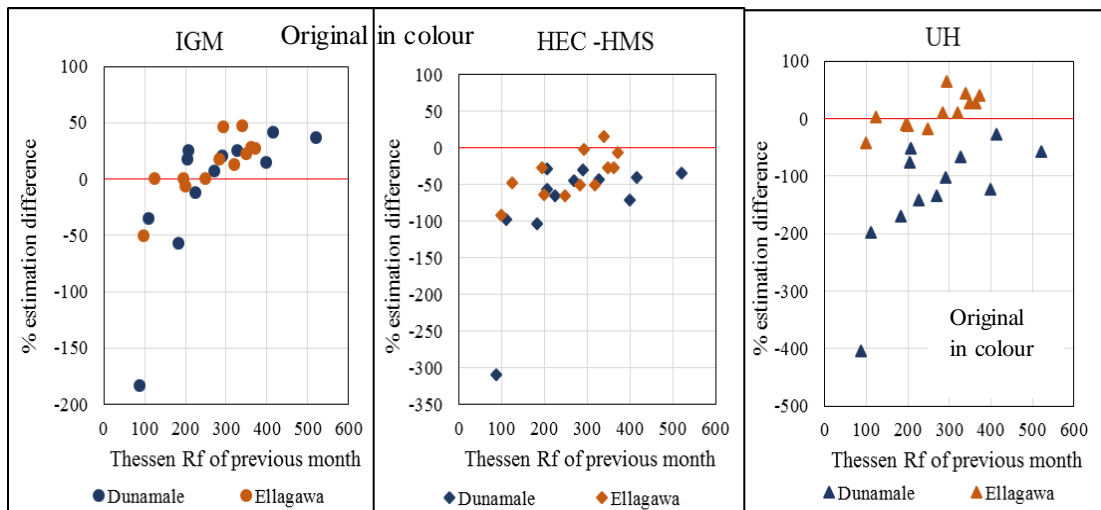 Original in colour
IGM
% estimation difference
100
50
0
-50
-100
-150
-200
0 100 200 300 400 500 600
Thessen Rf of previous month
Dunamale Ellagawa
HEC -HMS
% estimation difference
100
50
0
-50
-100
-150
-200
-250
-300
-350
0 100 200 300 400 500 600
Thessen Rf of previous month
Dunamale Ellagawa
UH
% estimation difference
100
0
-100
-200
-300
-400
-500
Original
in colour
0 100 200 300 400 500 600
Thessen Rf of previous month
Dunamale Ellagawa